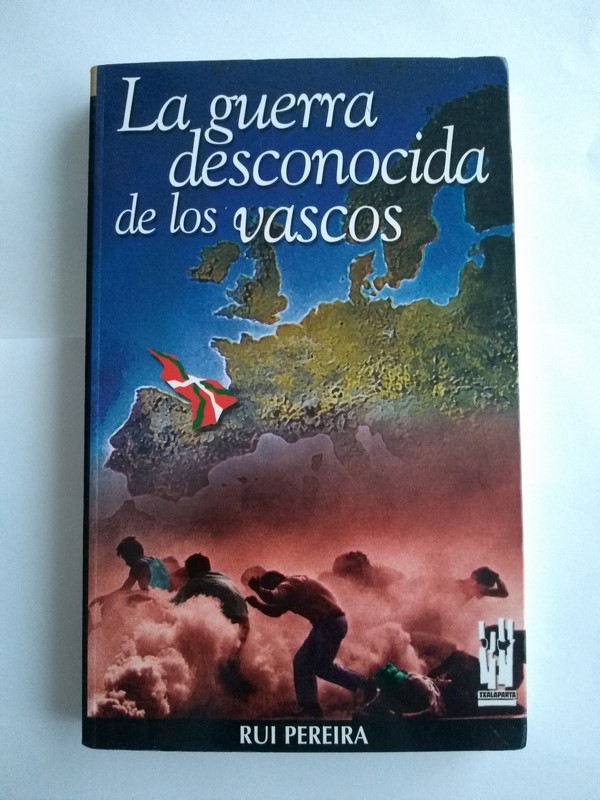 La guerra
desconocida
de los vascos
TXALAPARTA
RUI PEREIRA